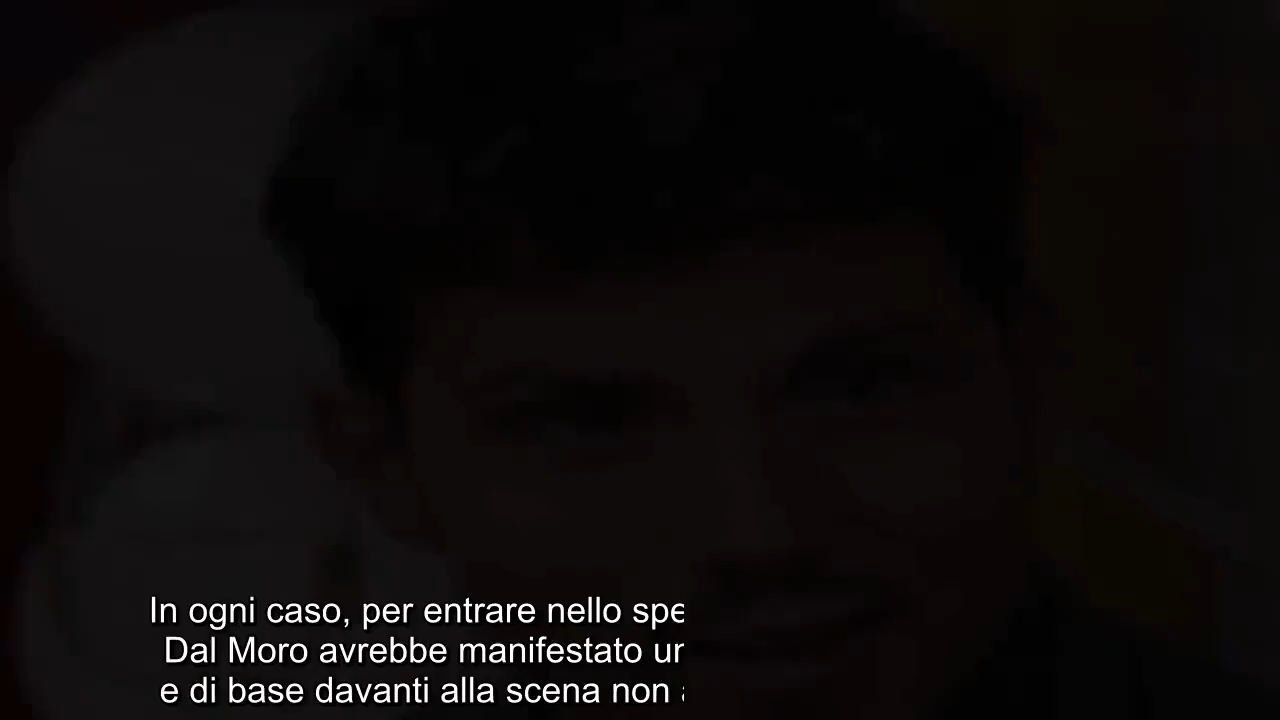 In ogni caso, per entrare nello
Dal Moro avrebbe manifestato
e di base davanti alla scena non